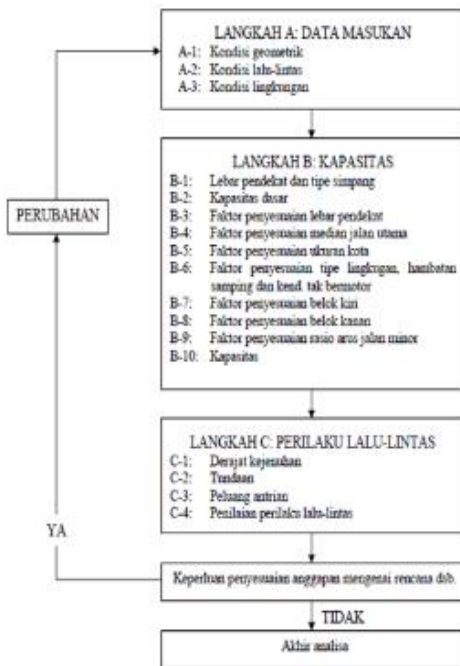 LANGKAH A: DATA MASUKAN
A-1: Kondisi geometrik
A-2: Kondisi lalu-lintas
A-3: Kondisi lingkungan
LANGKAH B: KAPASITAS
B-1: Lebar pendekat dan tipe simpang
B-2: Kapasitas dasar
B-3: Faktor penyesuaian lebar pendekat
B-4: Faktor penyesuaian median jalan utama
B-5: Faktor penyesuaian ukuran kota
B-6: Faktor penyesuaian tipe lingkngan, hambatan
samping dan kend. tak bermotor
B-7: Faktor penyesuaian belok kiri
B-8: Faktor penyesuaian belok kanan
B-9: Faktor penyesuaian rasio arus jalan minor
B-10: Kapasitas
PERUBAHAN
LANGKAH C: PERILAKU LALU-LINTAS
C-1: Derajat kejenuhan
C-2: Tundaan
C-3: Peluang antrian
C-4: Penilaian perilaku lalu-lintas
YA
Keperluan penyesuaian anggapan mengenai rencana dsb.
TIDAK
Akhir analisa